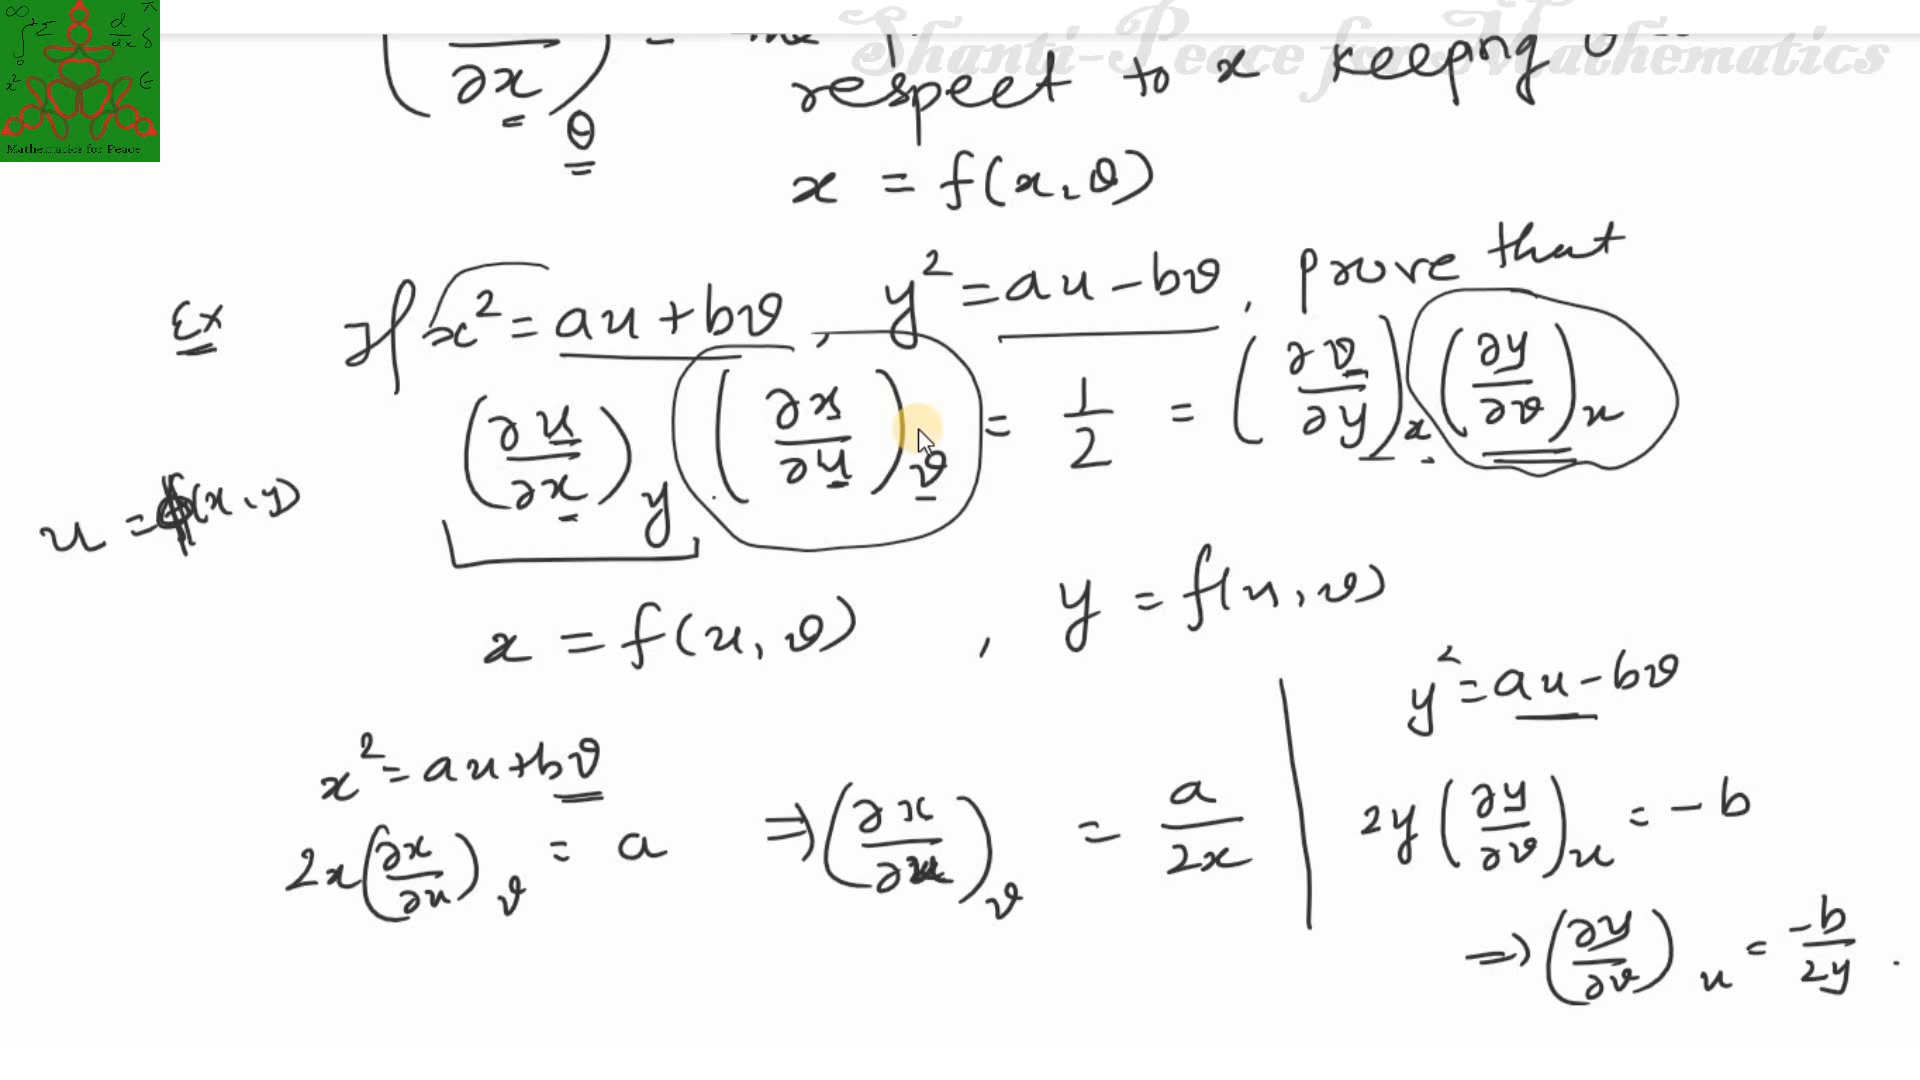 Shanti-Peace for Mathematics
Mathematics for Peace
(∂x)_θ = respect to x keeping
x = f(x, v)
Ex If x² = au + bv , y² = au - bv , prove that
(∂u/∂x)_y (∂x/∂u)_v = 1/2 = (∂v/∂y)_x (∂y/∂v)_u
u = f(x, y)
x = f(u, v) , y = f(u, v)
x² = au + bv
2x (∂x/∂u)_v = a ⇒ (∂x/∂u)_v = a/2x
y² = au - bv
2y (∂y/∂v)_u = -b
⇒ (∂y/∂v)_u = -b/2y .